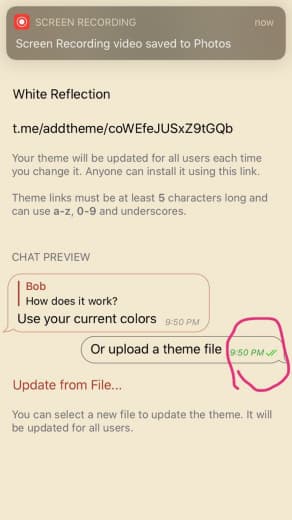 SCREEN RECORDING now
Screen Recording video saved to Photos
White Reflection
t.me/addtheme/coWEfeJUSxZ9tGQb
Your theme will be updated for all users each time
you change it. Anyone can install it using this link.
Theme links must be at least 5 characters long and
can use a-z, 0-9 and underscores.
CHAT PREVIEW
Bob
How does it work?
Use your current colors 9:50 PM
Or upload a theme file 9:50 PM
Update from File...
You can select a new file to update the theme. It will
be updated for all users.